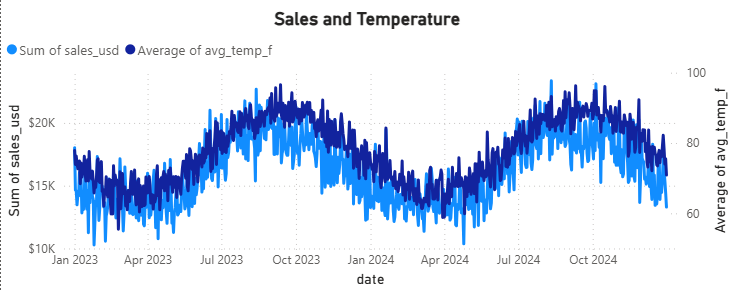 Sales and Temperature
Sum of sales_usd Average of avg_temp_f
100
$20K
80
$15K
60
$10K
Sum of sales_usd
Average of avg_temp_f
Jan 2023 Apr 2023 Jul 2023 Oct 2023 Jan 2024 Apr 2024 Jul 2024 Oct 2024
date